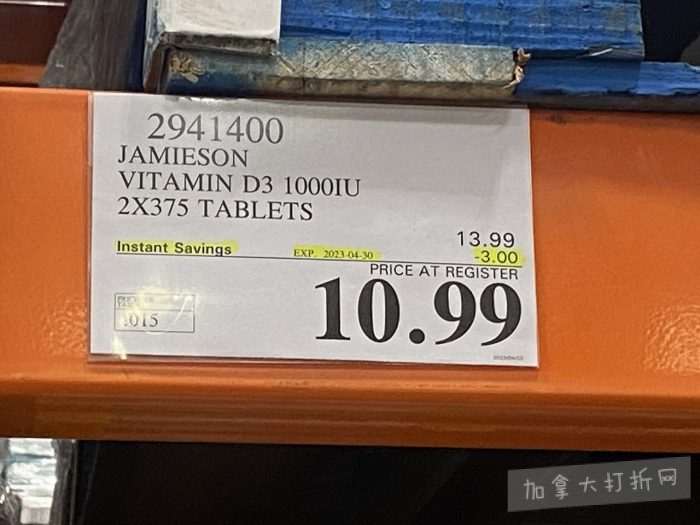 2941400
JAMIESON
VITAMIN D3 1000IU
2X375 TABLETS
13.99
Instant Savings EXP. 2023-04-30 -3.00
PRICE AT REGISTER
10.99
.015
加拿大打折网